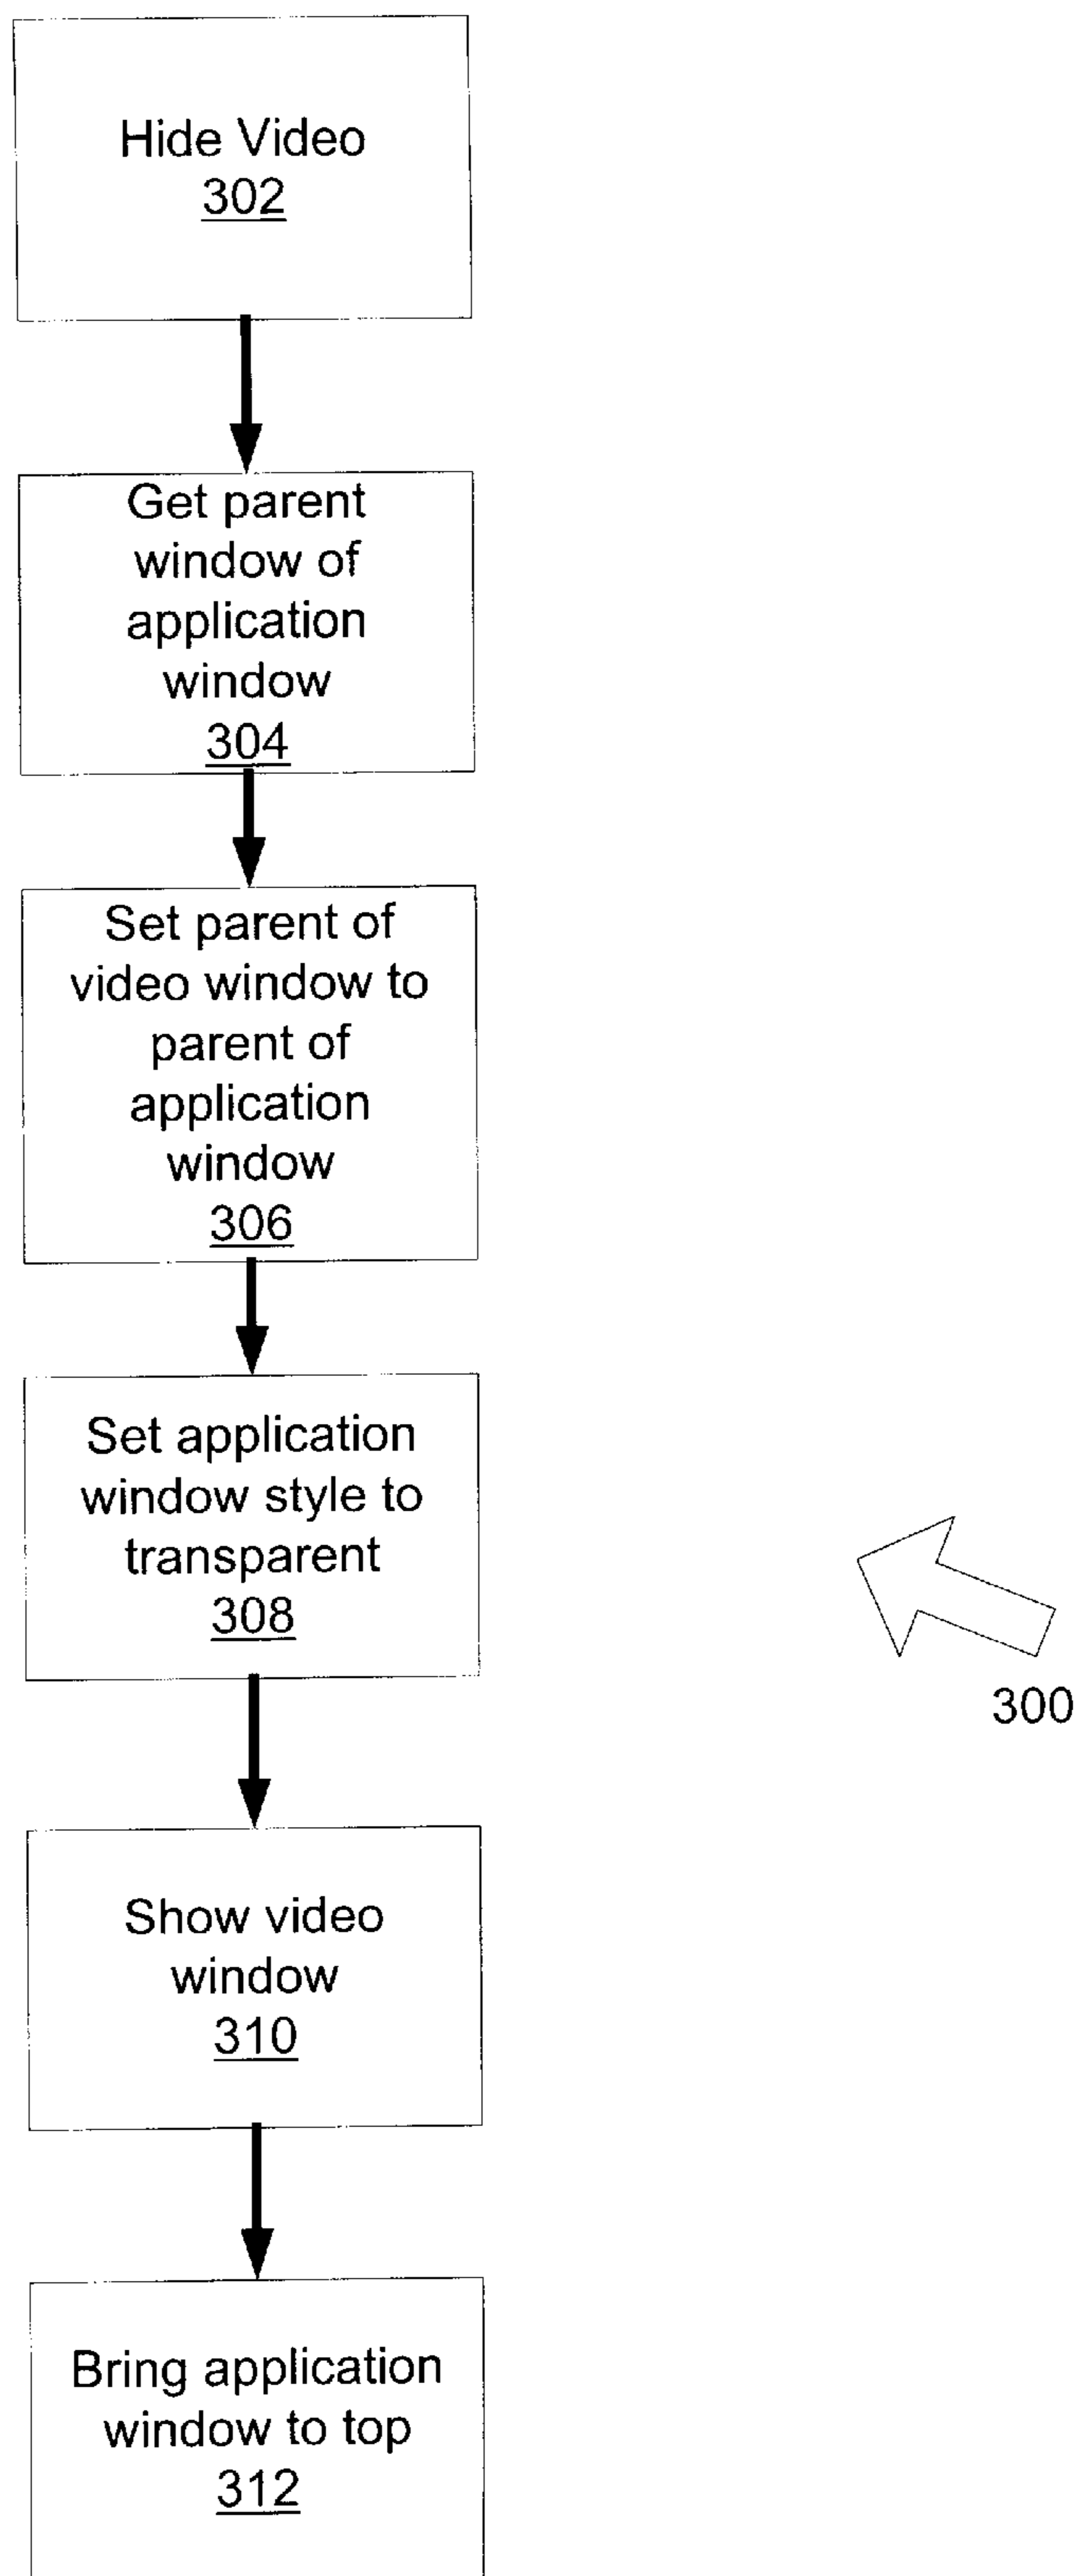 Hide Video
302
Get parent
window of
application
window
304
Set parent of
video window to
parent of
application
window
306
Set application
window style to
transparent
308
300
Show video
window
310
Bring application
window to top
312